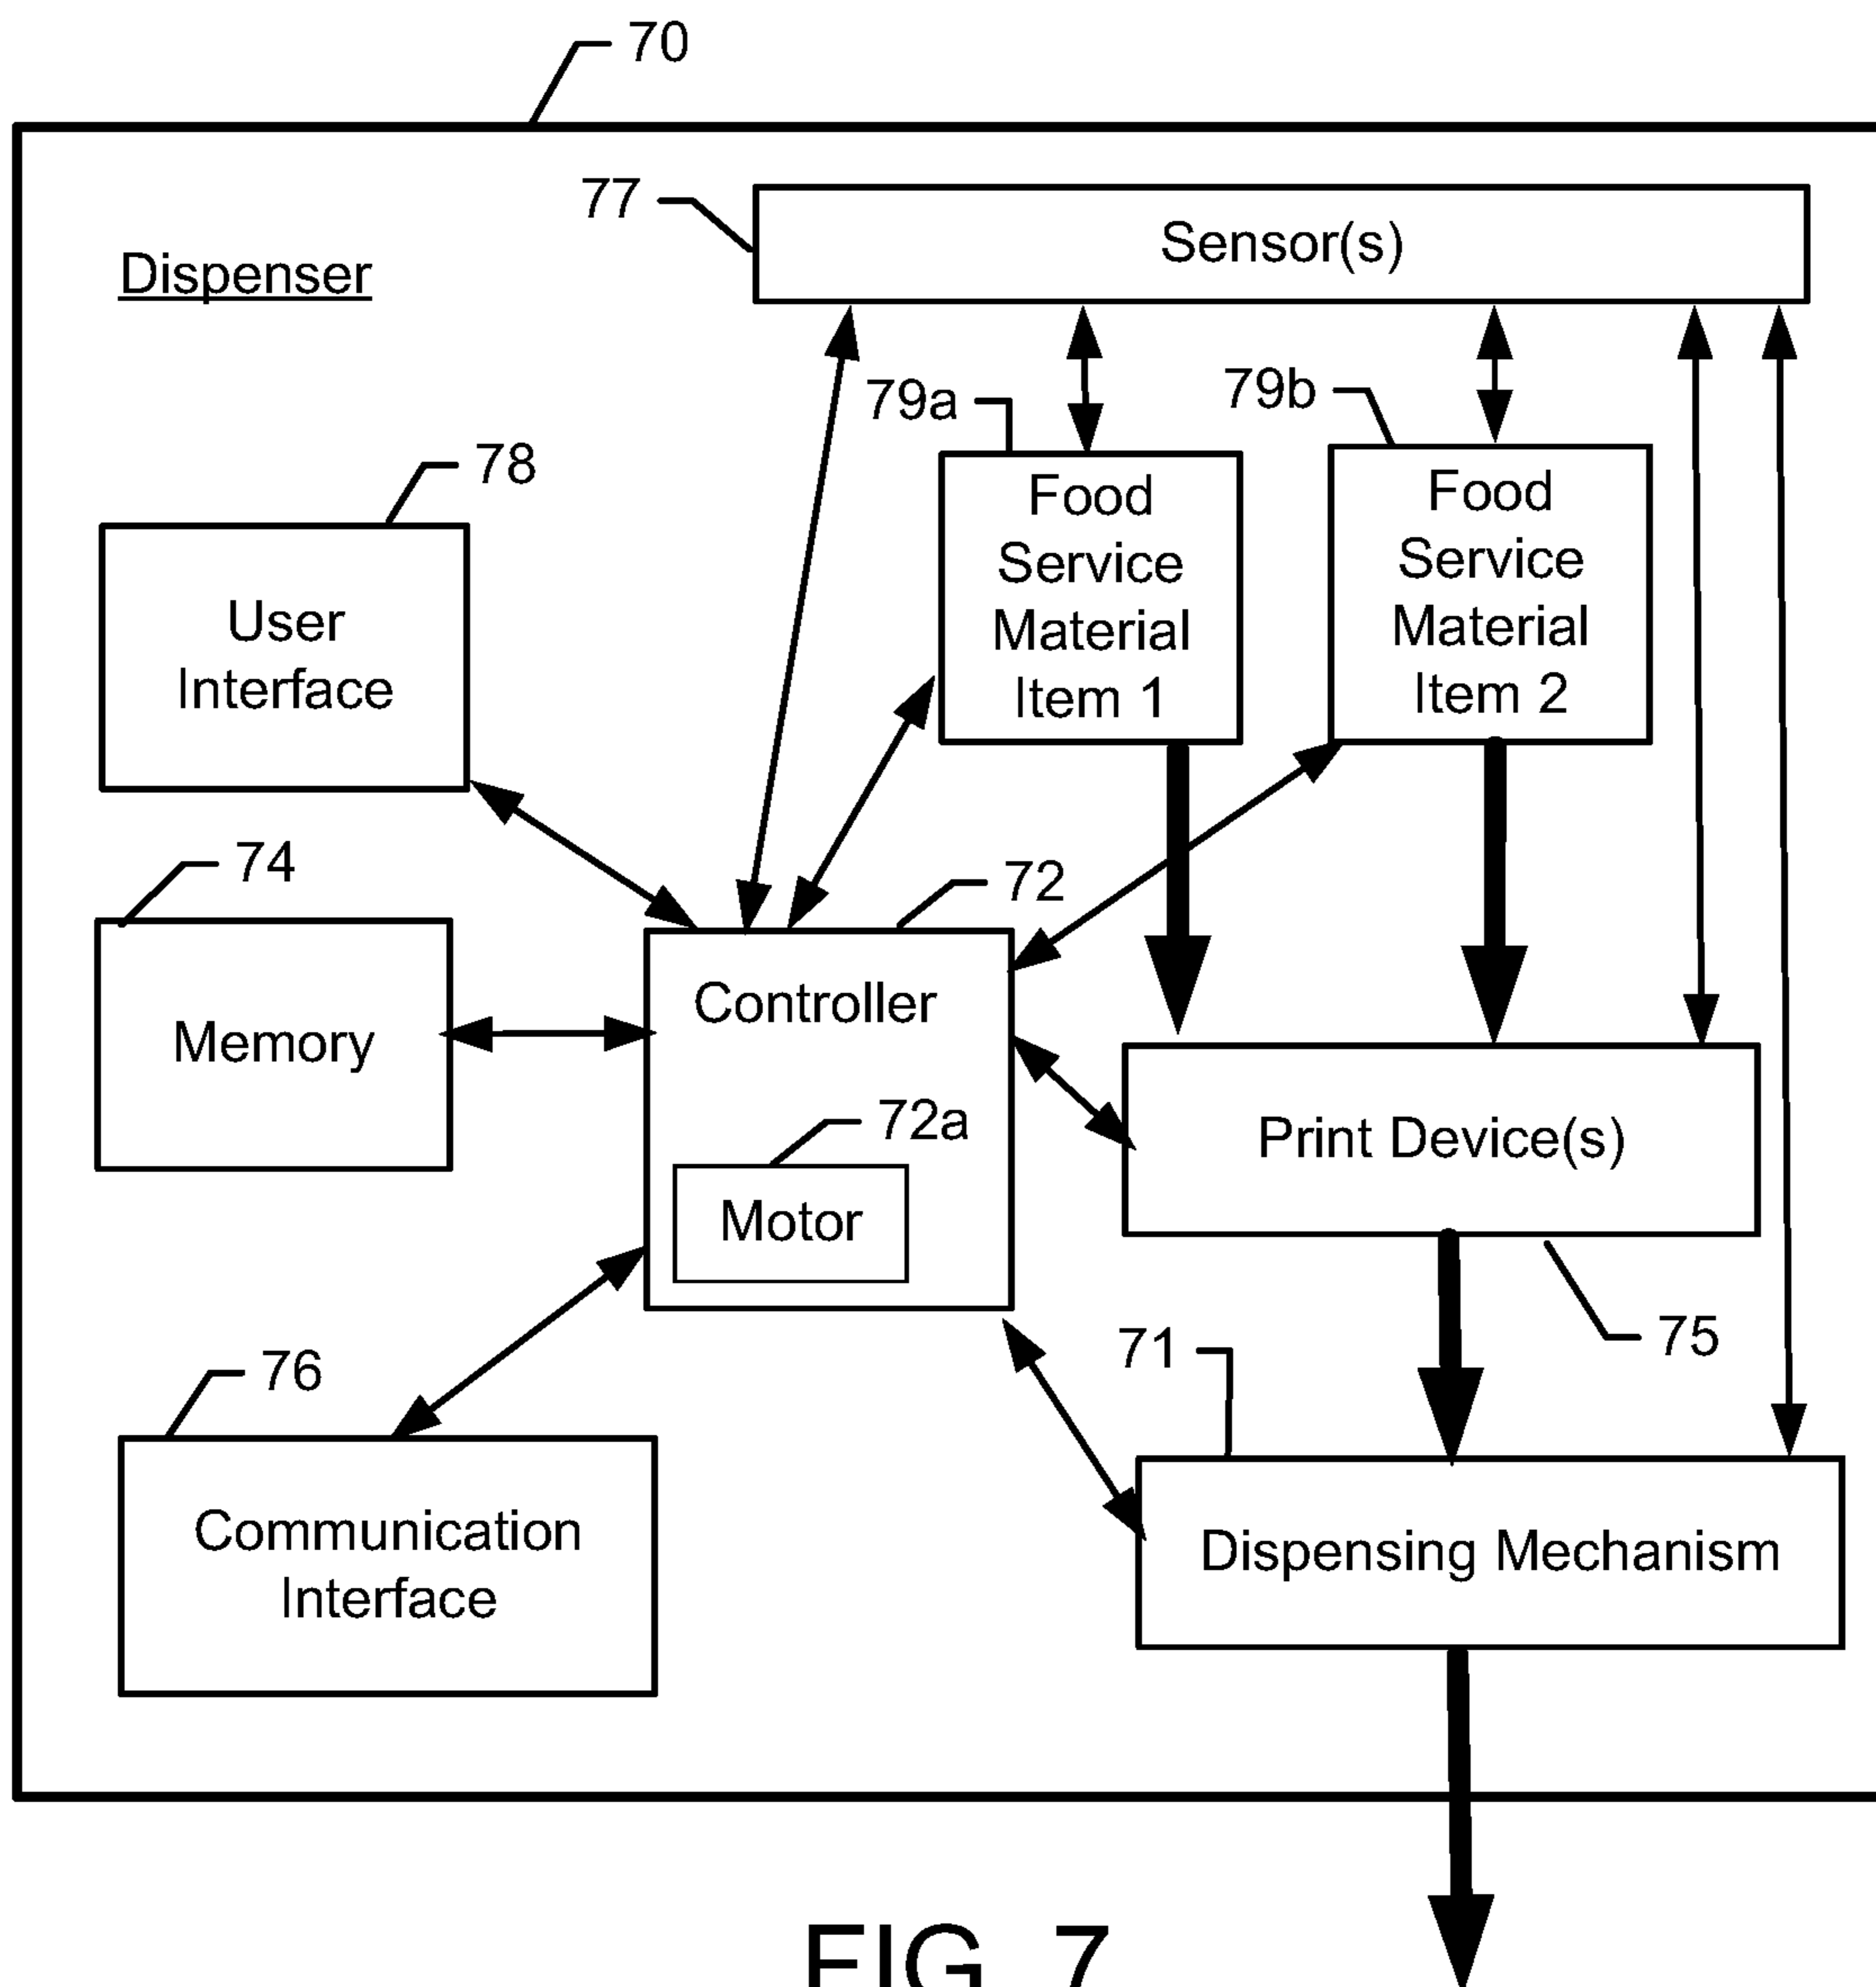 70
77
Sensor(s)
Dispenser
79a
79b
78
Food
Service
Material
Item 1
Food
Service
Material
Item 2
User
Interface
74
72
Memory
Controller
72a
Motor
Print Device(s)
75
71
76
Communication
Interface
Dispensing Mechanism
FIG. 7